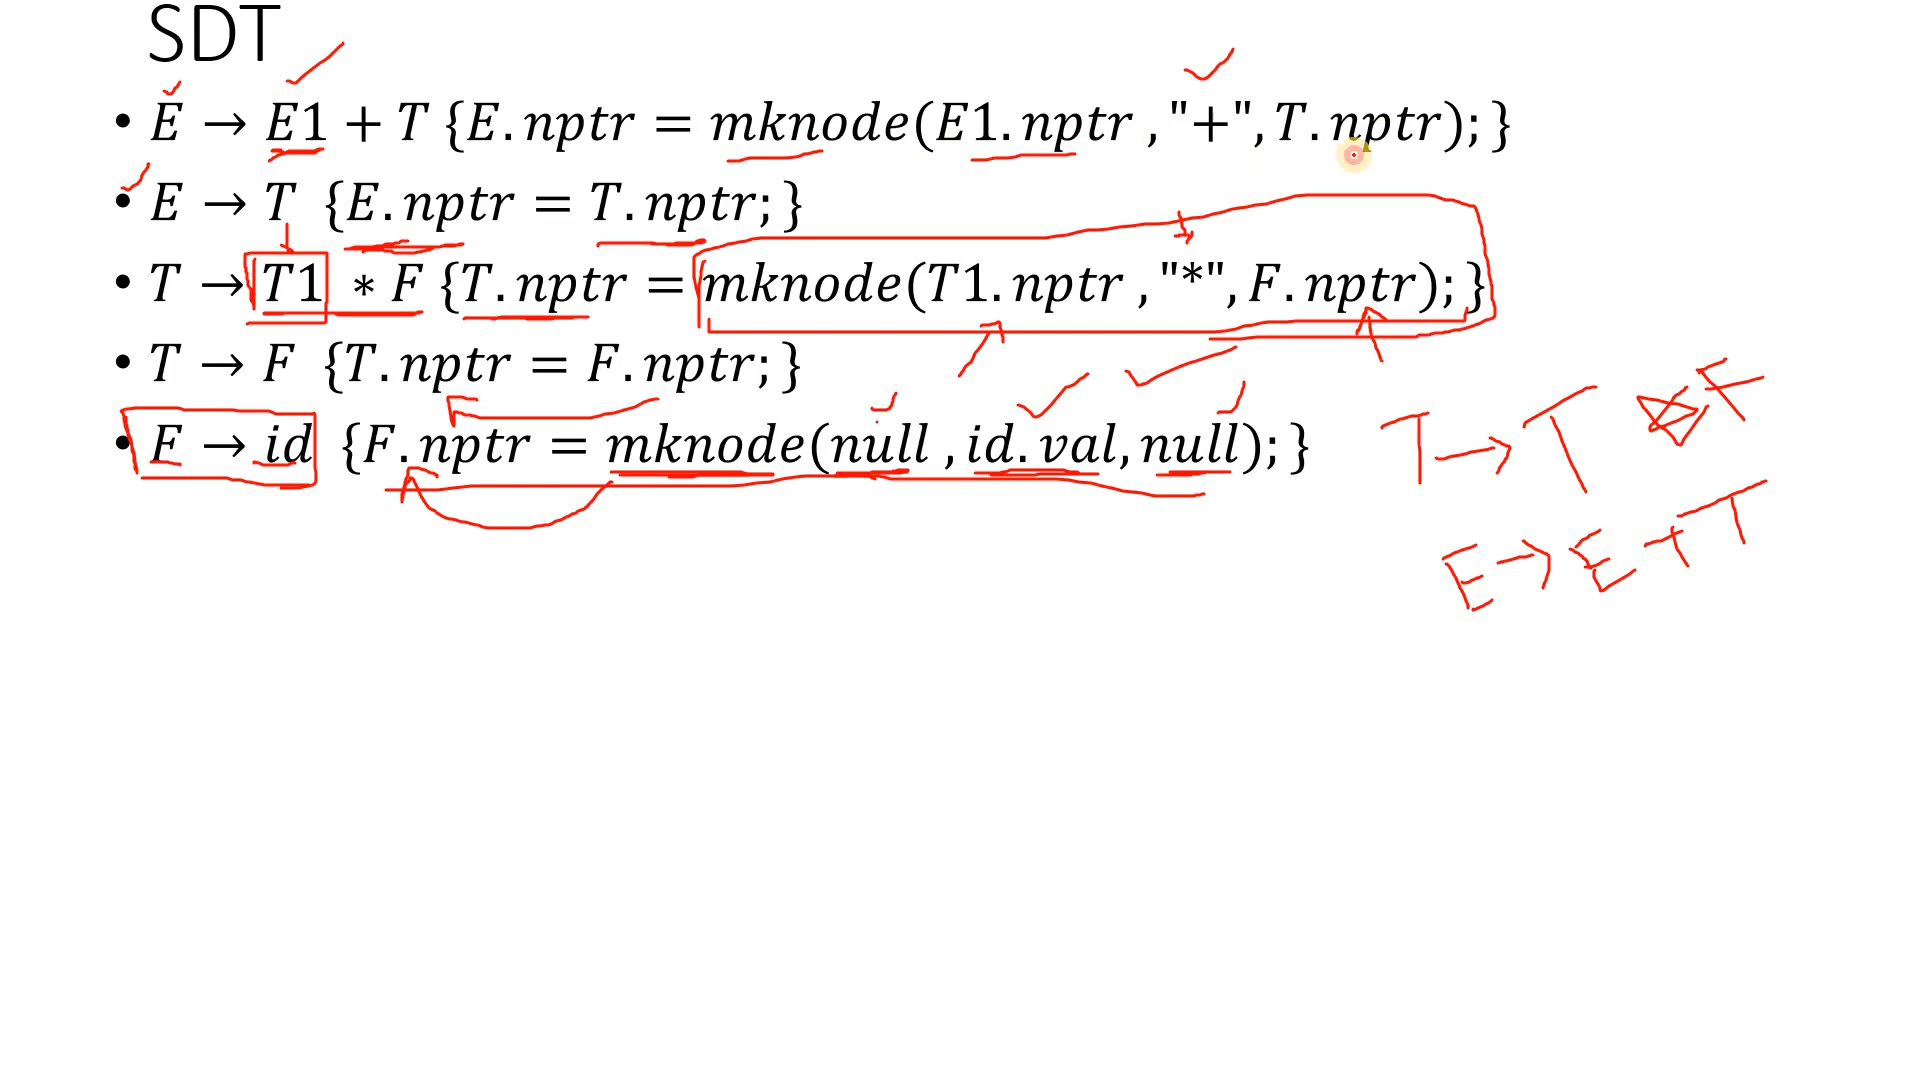 SDT
• E → E1 + T {E.nptr = mknode(E1.nptr ,"+",T.nptr);}
• E → T {E.nptr = T.nptr;}
• T → T1 * F {T.nptr = mknode(T1.nptr ,"*",F.nptr);}
• T → F {T.nptr = F.nptr;}
• F → id {F.nptr = mknode(null ,id.val,null);}
T → T * F
E → E + T